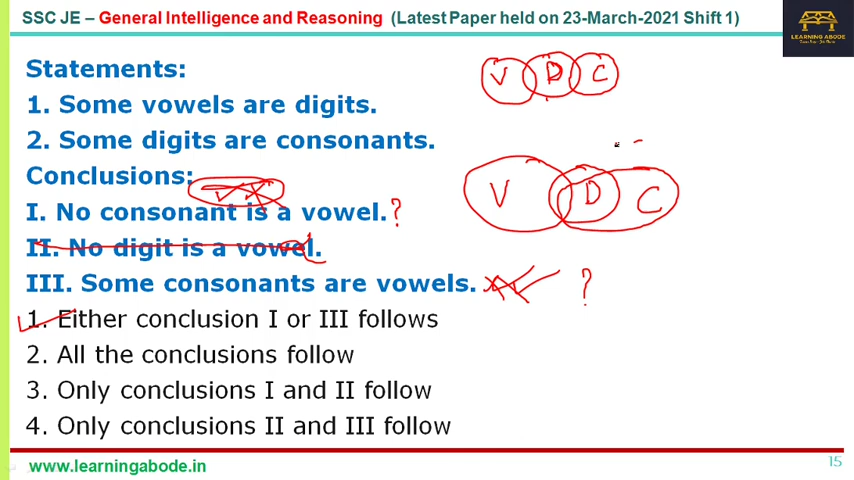 SSC JE – General Intelligence and Reasoning (Latest Paper held on 23-March-2021 Shift 1)
LEARNING ABODE
Statements:
1. Some vowels are digits.
2. Some digits are consonants.
Conclusions:
I. No consonant is a vowel. ?
II. No digit is a vowel.
III. Some consonants are vowels. ?
1. Either conclusion I or III follows
2. All the conclusions follow
3. Only conclusions I and II follow
4. Only conclusions II and III follow
V D C
V D C
www.learningabode.in
15